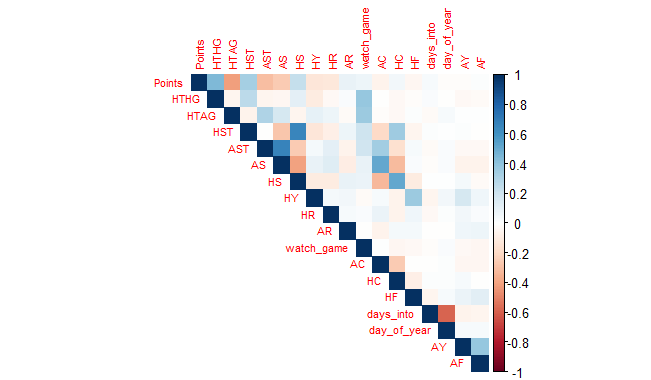 Points
HTHG
HTAG
HST
AST
AS
HS
HY
HR
AR
watch_game
AC
HC
HF
days_into
day_of_year
AY
AF
Points
HTHG
HTAG
HST
AST
AS
HS
HY
HR
AR
watch_game
AC
HC
HF
days_into
day_of_year
AY
AF
1
0.8
0.6
0.4
0.2
0
-0.2
-0.4
-0.6
-0.8
-1